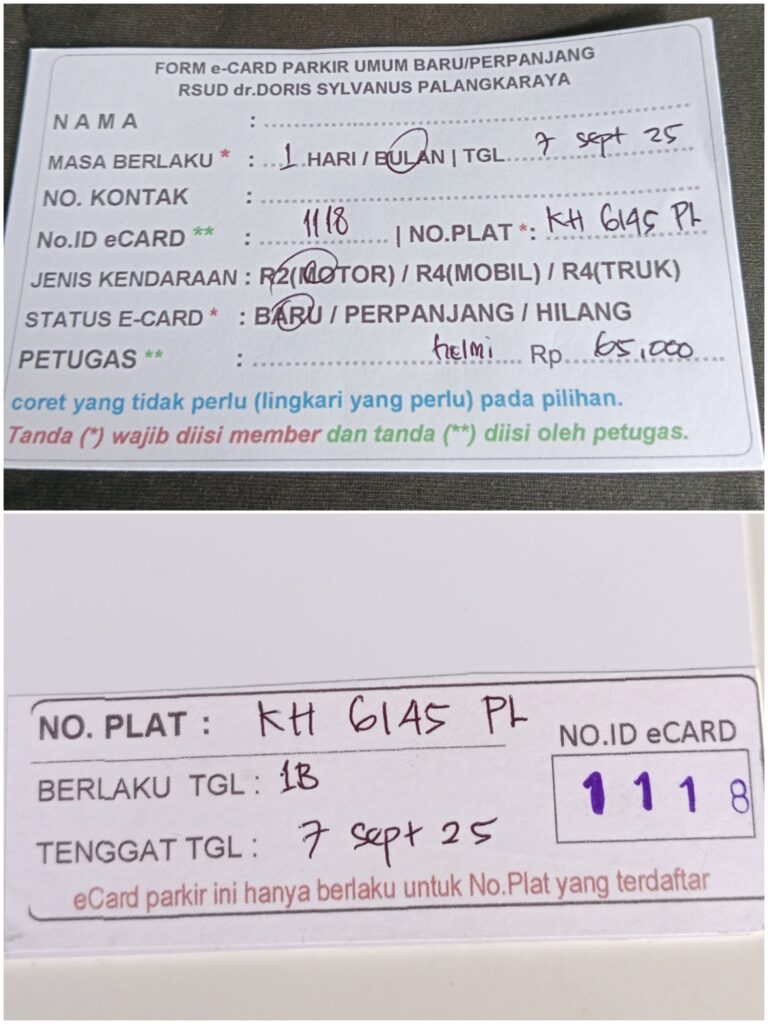 FORM e-CARD PARKIR UMUM BARU/PERPANJANG
RSUD dr.DORIS SYLVANUS PALANGKARAYA
NAMA :
MASA BERLAKU * : 1 HARI / BULAN | TGL 7 sept 25
NO. KONTAK :
No.ID eCARD ** : 1118 | NO.PLAT *: KH 6145 PL
JENIS KENDARAAN : R2(MOTOR) / R4(MOBIL) / R4(TRUK)
STATUS E-CARD * : BARU / PERPANJANG / HILANG
PETUGAS ** : helmi Rp 65.000
coret yang tidak perlu (lingkari yang perlu) pada pilihan.
Tanda (*) wajib diisi member dan tanda (**) diisi oleh petugas.
NO. PLAT : KH 6145 PL
NO.ID eCARD
BERLAKU TGL : 1B
1118
TENGGAT TGL : 7 sept 25
eCard parkir ini hanya berlaku untuk No.Plat yang terdaftar